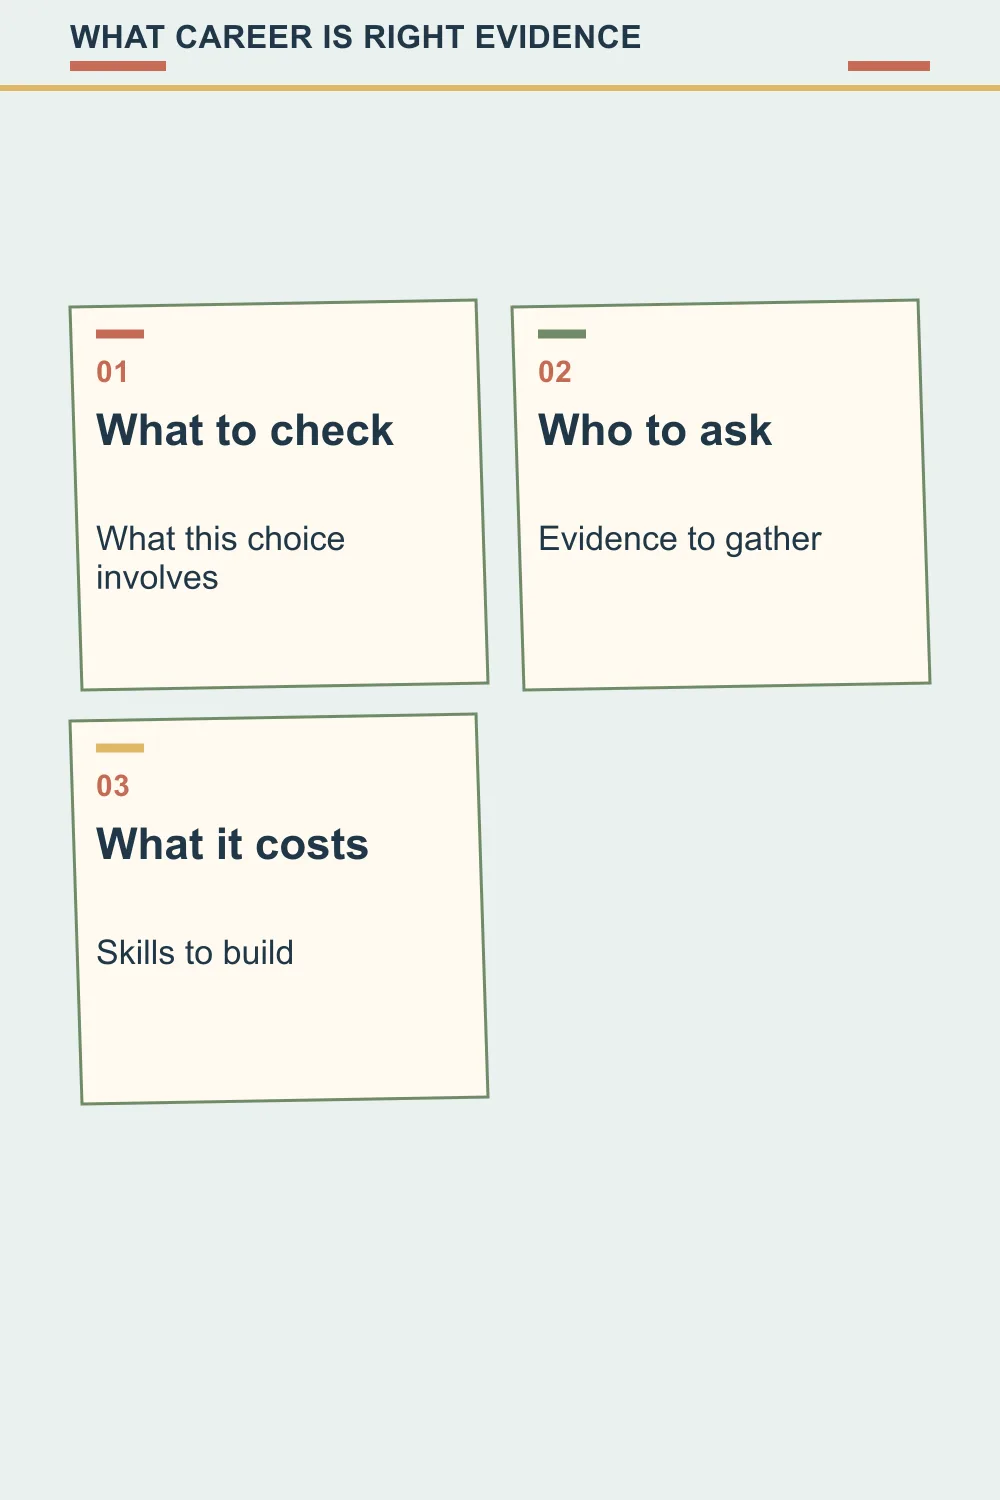 WHAT CAREER IS RIGHT EVIDENCE
01
What to check
What this choice
involves
02
Who to ask
Evidence to gather
03
What it costs
Skills to build